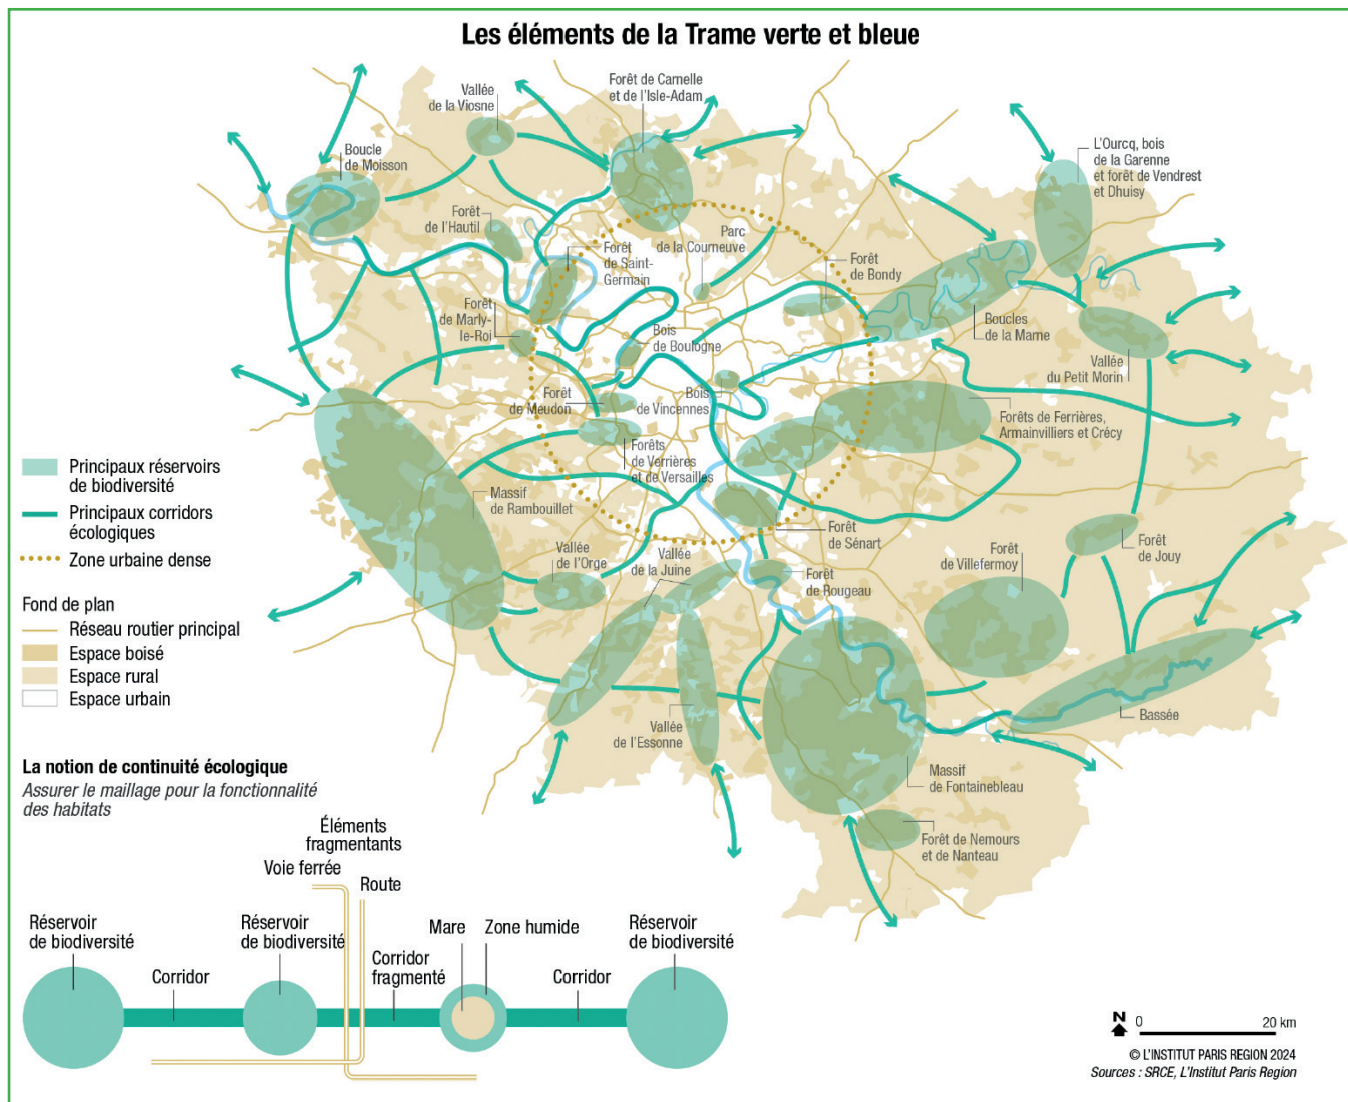 Les éléments de la Trame verte et bleue
Vallée
de la Viosne
Forêt de Carnelle
et de l'Isle-Adam
L'Ourcq, bois
de la Garenne
et forêt de Vendrest
et Dhuisy
Boucle
de Moisson
Forêt
de l'Hautil
Forêt
de Saint-
Germain
Parc
de la Courneuve
Forêt
de Bondy
Forêt
de Marly-
le-Roi
Bois
de Boulogne
Boucles
de la Marne
Vallée
du Petit Morin
Forêt
de Meudon
Bois
de Vincennes
Forêts de Ferrières,
Armainvilliers et Crécy
Forêts
de Verrières
et de Versailles
Massif
de Rambouillet
Forêt
de Sénart
Vallée
de l'Orge
Vallée
de la Juine
Forêt
de Rougeau
Forêt
de Villefermoy
Forêt
de Jouy
Vallée
de l'Essonne
Bassée
Massif
de Fontainebleau
Forêt de Nemours
et de Nanteau
Principaux réservoirs
de biodiversité
Principaux corridors
écologiques
Zone urbaine dense
Fond de plan
Réseau routier principal
Espace boisé
Espace rural
Espace urbain
La notion de continuité écologique
Assurer le maillage pour la fonctionnalité
des habitats
Éléments
fragmentants
Voie ferrée
Route
Réservoir
de biodiversité
Corridor
Réservoir
de biodiversité
Corridor
fragmenté
Mare
Zone humide
Corridor
Réservoir
de biodiversité
N
0
20 km
© L'INSTITUT PARIS REGION 2024
Sources : SRCE, L'Institut Paris Region